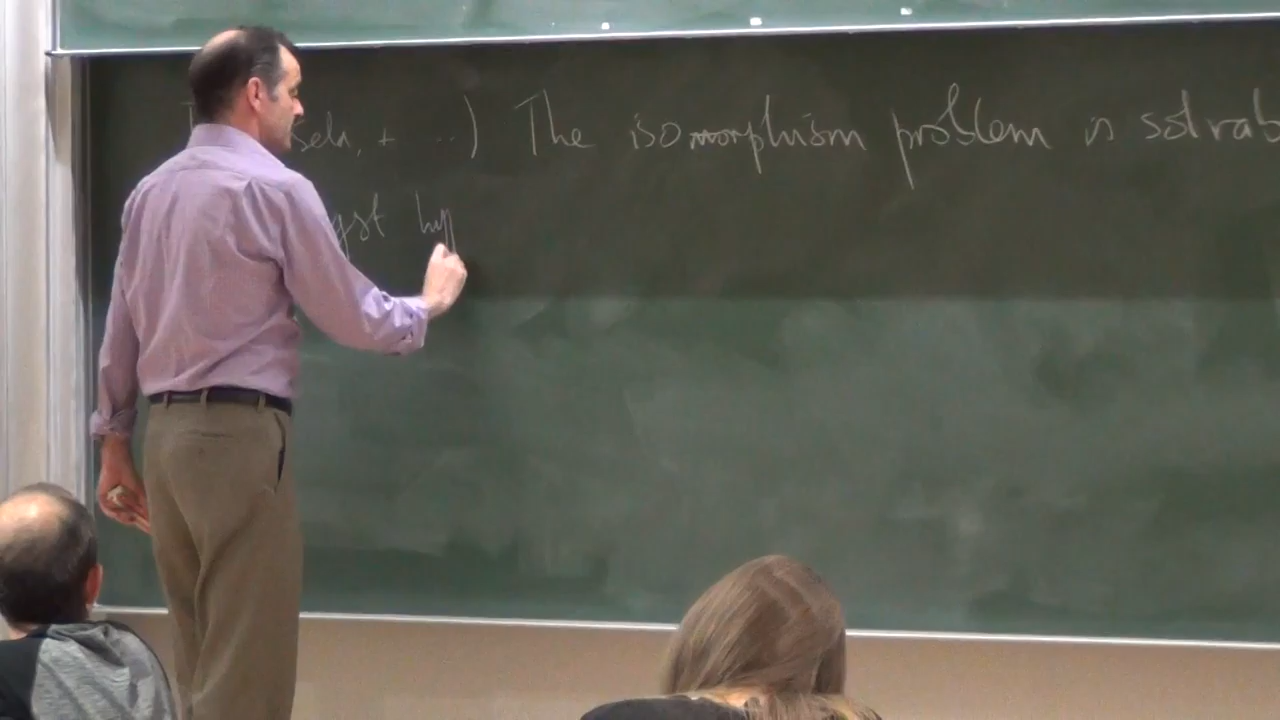 Sela, + ...) The isomorphism problem is solvab
gst hyp